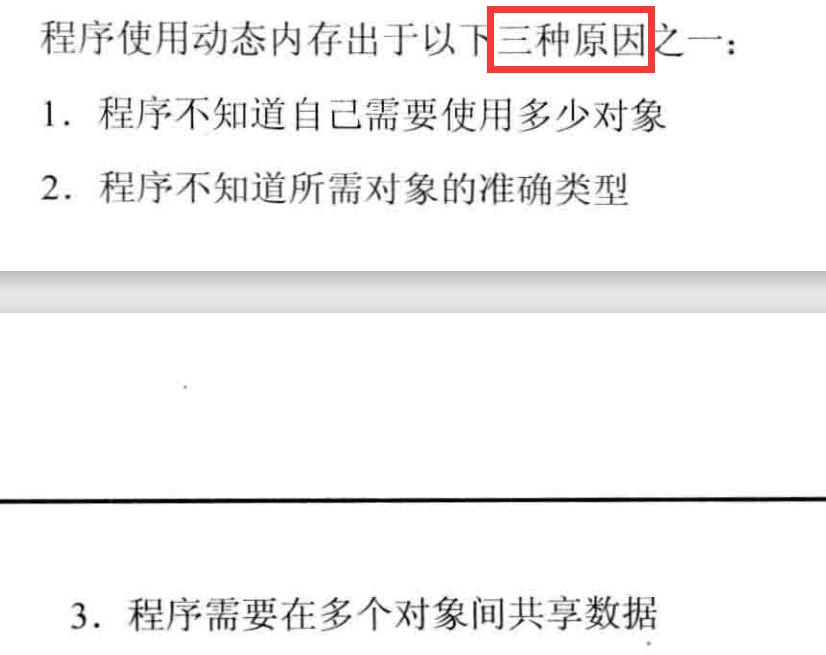 程序使用动态内存出于以下三种原因之一：
1．程序不知道自己需要使用多少对象
2．程序不知道所需对象的准确类型
3．程序需要在多个对象间共享数据